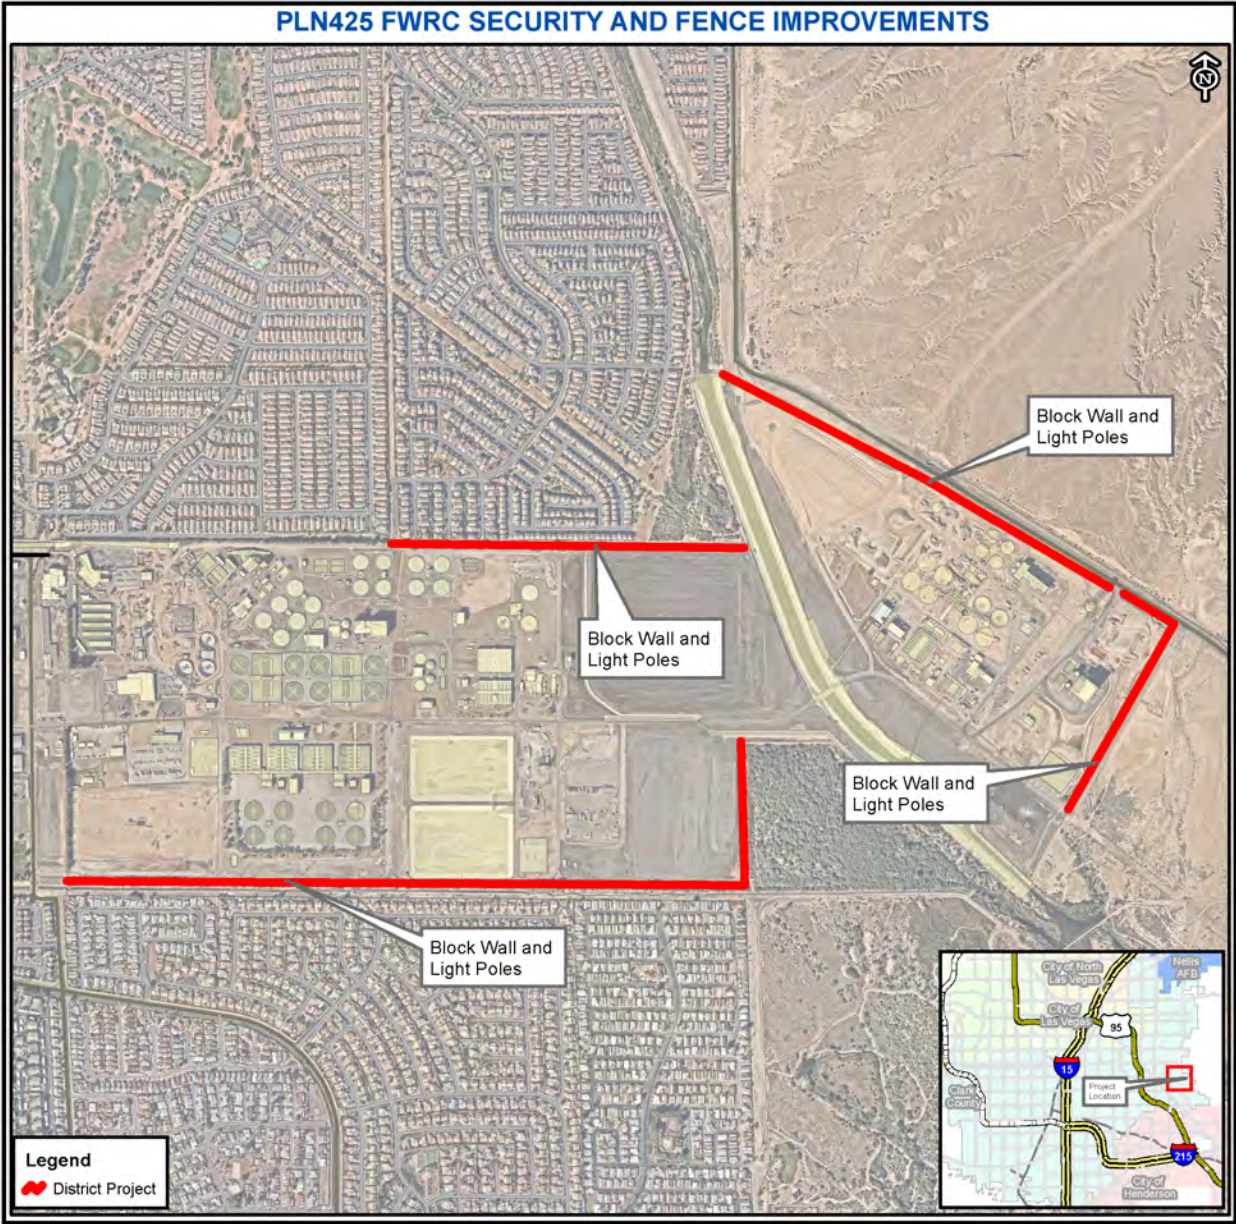 PLN425 FWRC SECURITY AND FENCE IMPROVEMENTS
N
Block Wall and
Light Poles
Block Wall and
Light Poles
Block Wall and
Light Poles
Block Wall and
Light Poles
Legend
District Project
City of North
Las Vegas
Nellis
AFB
City of
Las Vegas
95
15
Project
Location
Clark
County
215
City of
Henderson